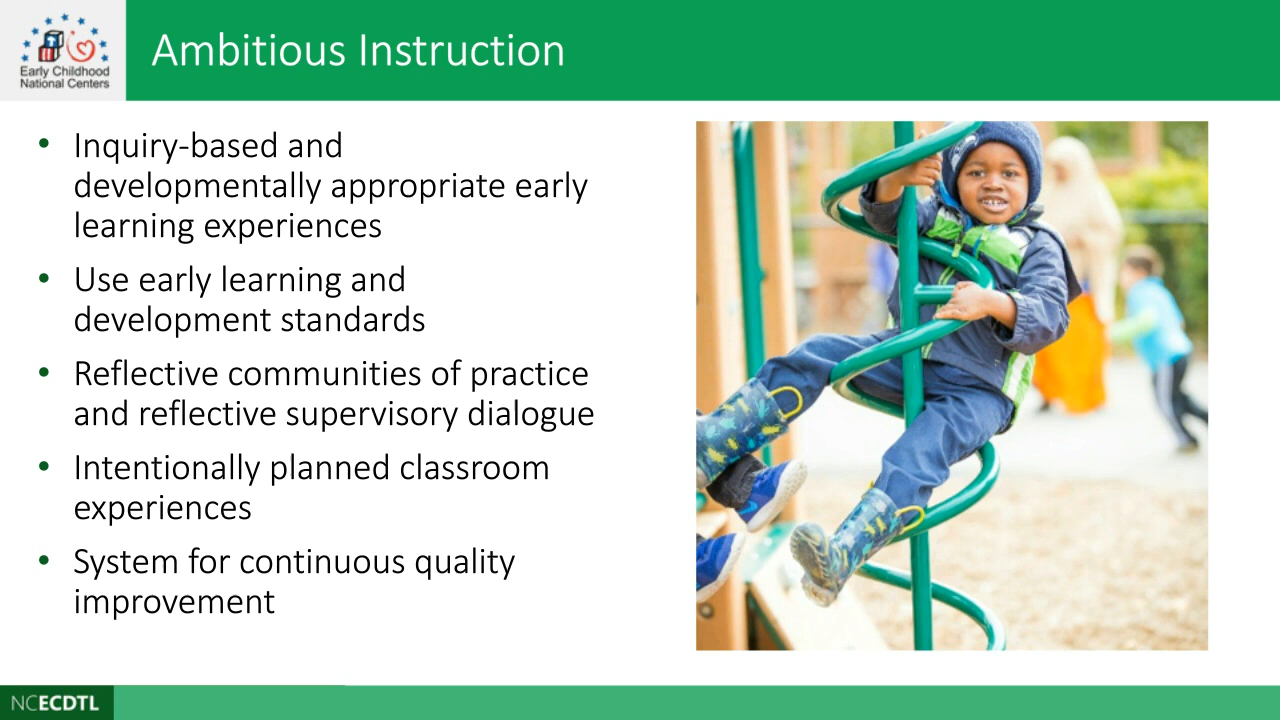 Early Childhood
National Centers
Ambitious Instruction
• Inquiry-based and
developmentally appropriate early
learning experiences
• Use early learning and
development standards
• Reflective communities of practice
and reflective supervisory dialogue
• Intentionally planned classroom
experiences
• System for continuous quality
improvement
NCECDTL